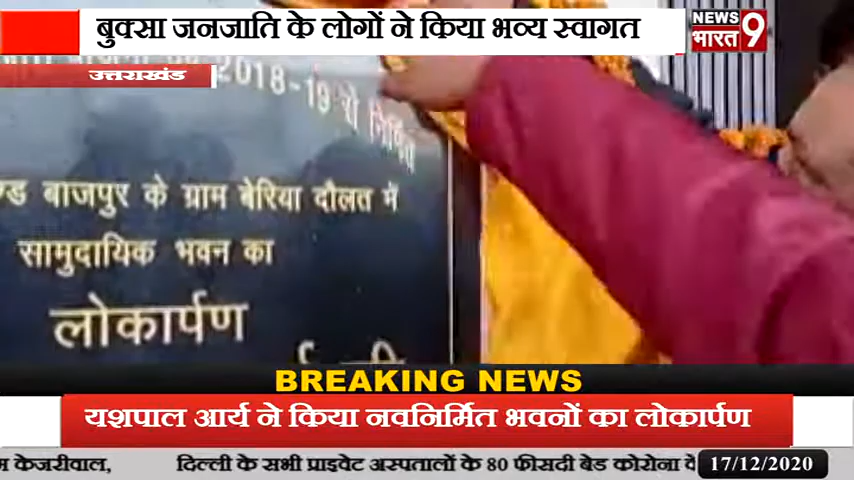 बुक्सा जनजाति के लोगों ने किया भव्य स्वागत
NEWS
भारत 9
उत्तराखंड
2018-19 से निर्मित
बाजपुर के ग्राम बेरिया दौलत में
सामुदायिक भवन का
लोकार्पण
BREAKING NEWS
यशपाल आर्य ने किया नवनिर्मित भवनों का लोकार्पण
केजरीवाल, दिल्ली के सभी प्राइवेट अस्पतालों के 80 फीसदी बेड कोरोना
17/12/2020